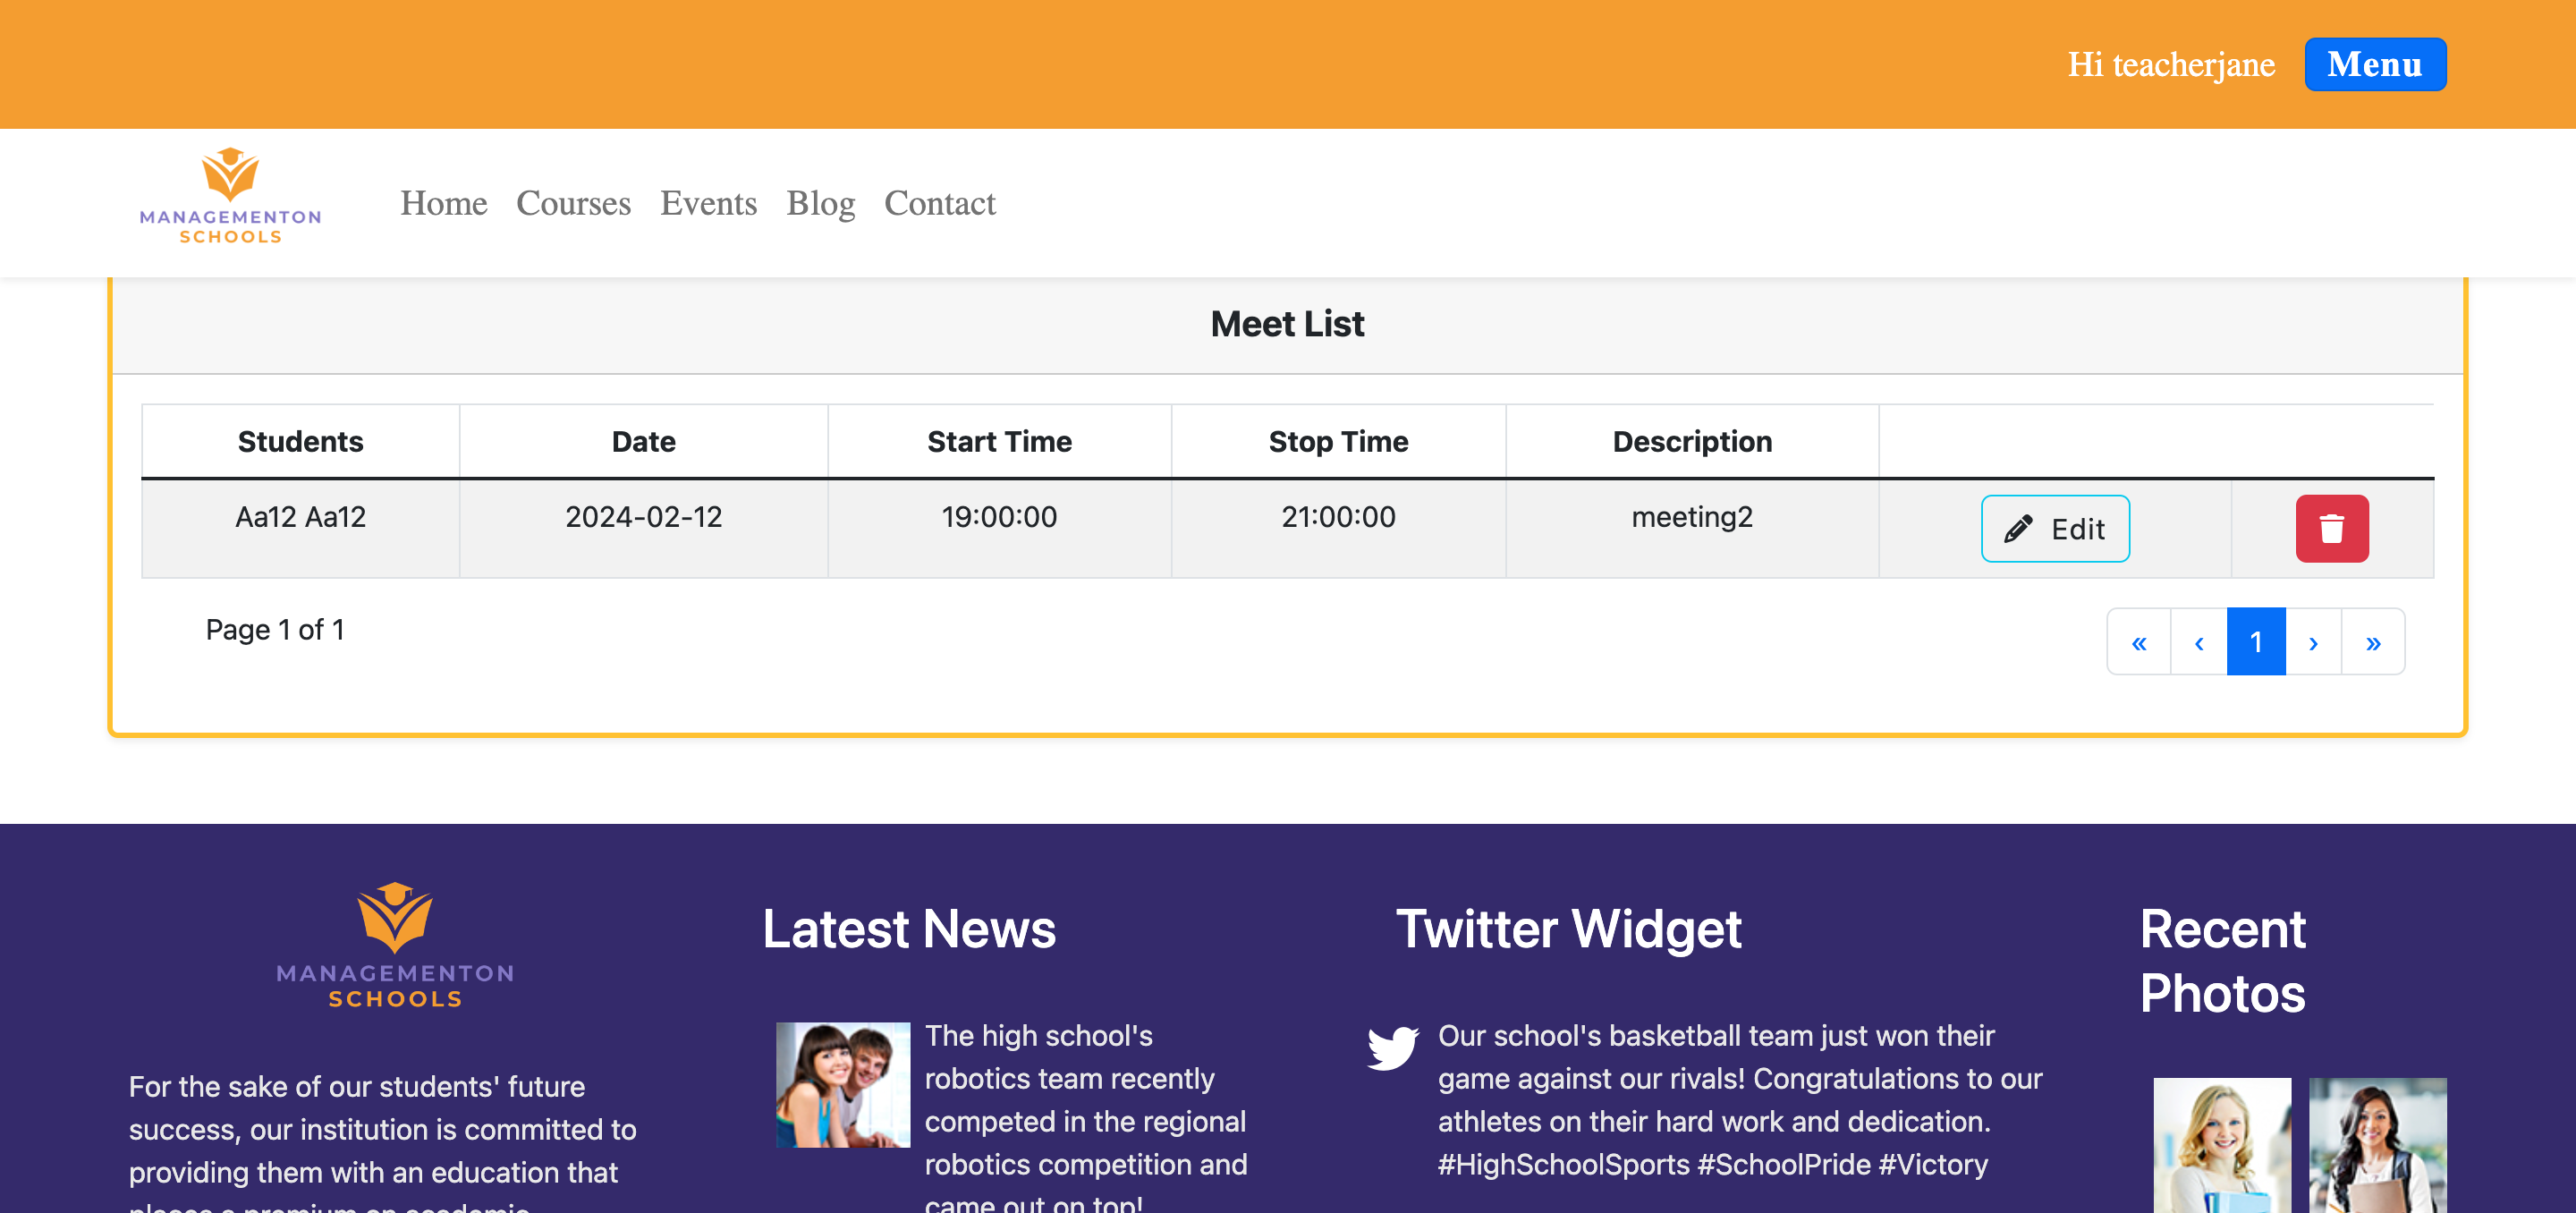 Hi teacherjane Menu
MANAGEMENTON
SCHOOLS
Home Courses Events Blog Contact
Meet List
Students Date Start Time Stop Time Description
Aa12 Aa12 2024-02-12 19:00:00 21:00:00 meeting2 Edit
Page 1 of 1
« ‹ 1 › »
MANAGEMENTON
SCHOOLS
For the sake of our students' future
success, our institution is committed to
providing them with an education that
places a premium on academic
Latest News
The high school's
robotics team recently
competed in the regional
robotics competition and
came out on top!
Twitter Widget
Our school's basketball team just won their
game against our rivals! Congratulations to our
athletes on their hard work and dedication.
#HighSchoolSports #SchoolPride #Victory
Recent
Photos